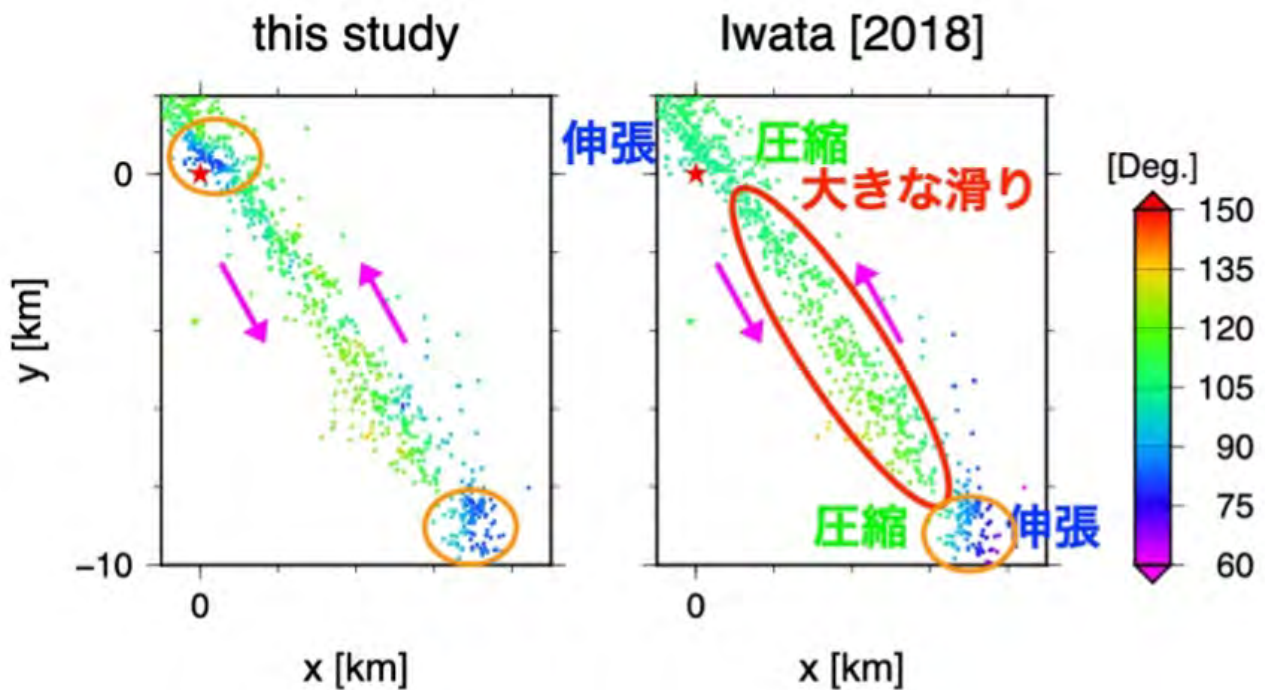 this study
Iwata [2018]
伸張
圧縮
大きな滑り
[Deg.]
0
150
135
120
105
90
75
60
y [km]
圧縮
伸張
−10
0
0
x [km]
x [km]